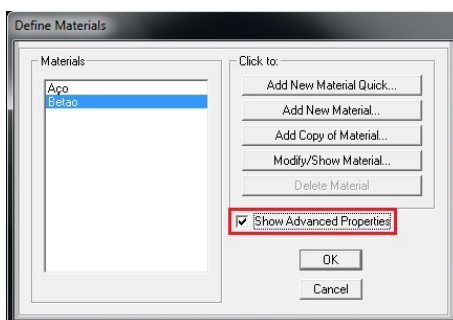 Define Materials
Materials
Aço
Betao
Click to:
Add New Material Quick...
Add New Material...
Add Copy of Material...
Modify/Show Material...
Delete Material
Show Advanced Properties
OK
Cancel